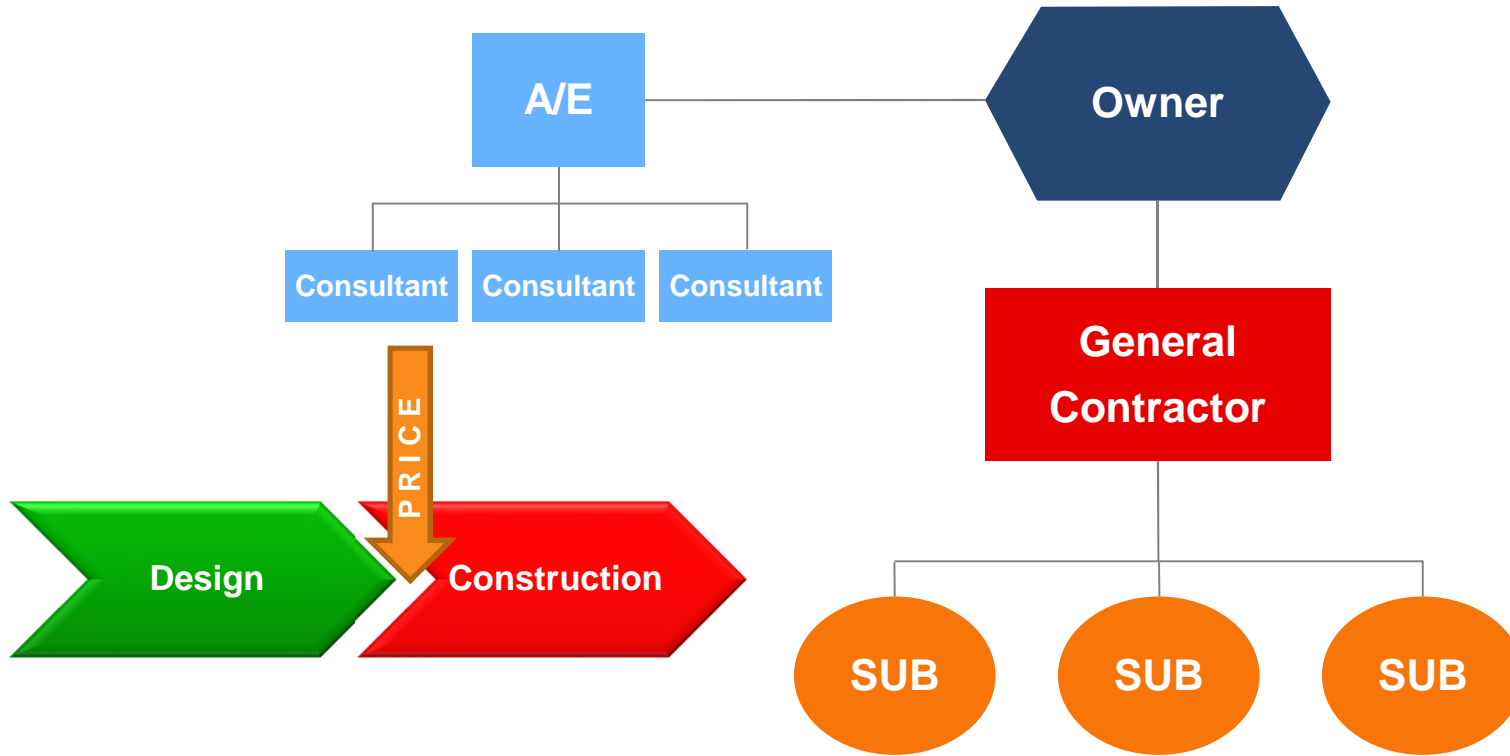 A/E
Owner
Consultant
Consultant
Consultant
General
Contractor
PRICE
Design
Construction
SUB
SUB
SUB